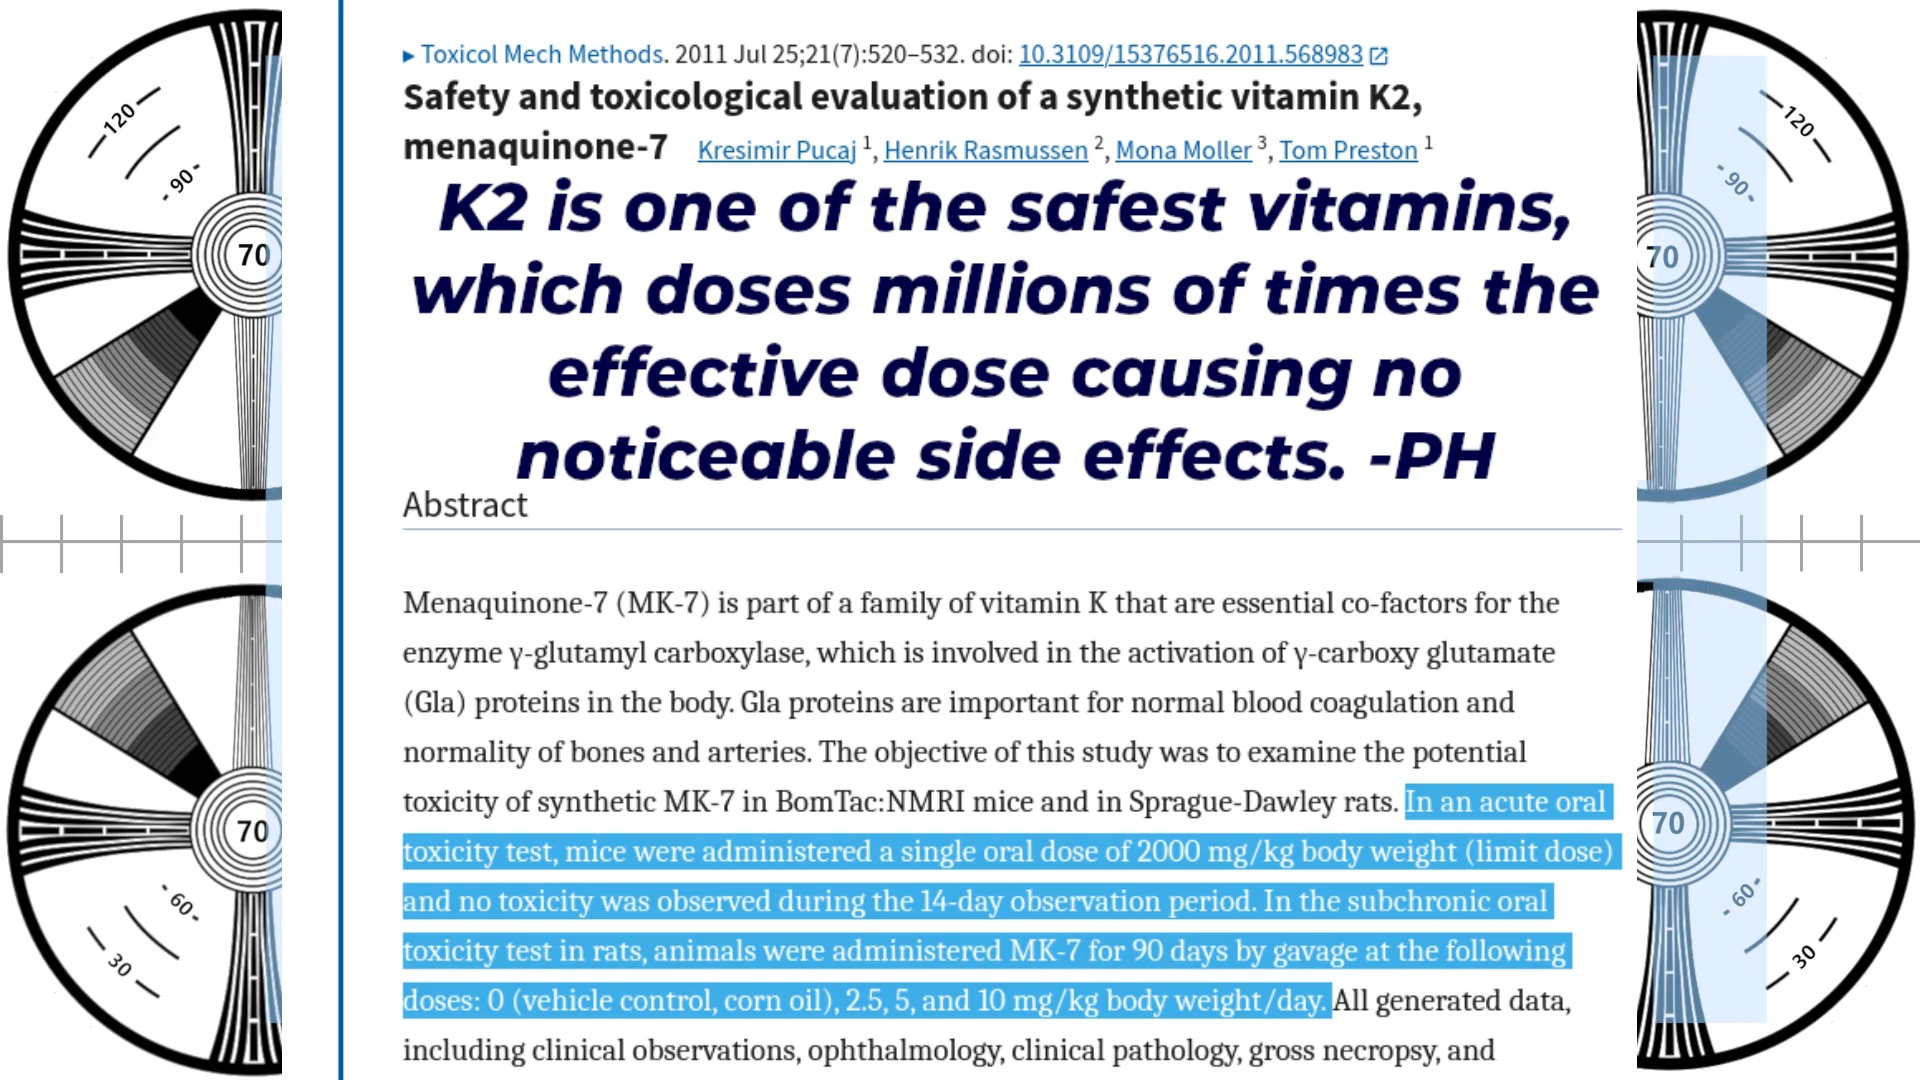 ▸ Toxicol Mech Methods. 2011 Jul 25;21(7):520–532. doi: 10.3109/15376516.2011.568983
Safety and toxicological evaluation of a synthetic vitamin K2,
menaquinone-7 Kresimir Pucaj 1, Henrik Rasmussen 2, Mona Moller 3, Tom Preston 1
K2 is one of the safest vitamins,
which doses millions of times the
effective dose causing no
noticeable side effects. -PH
Abstract
Menaquinone-7 (MK-7) is part of a family of vitamin K that are essential co-factors for the
enzyme γ-glutamyl carboxylase, which is involved in the activation of γ-carboxy glutamate
(Gla) proteins in the body. Gla proteins are important for normal blood coagulation and
normality of bones and arteries. The objective of this study was to examine the potential
toxicity of synthetic MK-7 in BomTac:NMRI mice and in Sprague-Dawley rats. In an acute oral
toxicity test, mice were administered a single oral dose of 2000 mg/kg body weight (limit dose)
and no toxicity was observed during the 14-day observation period. In the subchronic oral
toxicity test in rats, animals were administered MK-7 for 90 days by gavage at the following
doses: 0 (vehicle control, corn oil), 2.5, 5, and 10 mg/kg body weight/day. All generated data,
including clinical observations, ophthalmology, clinical pathology, gross necropsy, and
120
-90-
70
70
-60-
30
120
-90-
70
70
-60-
30